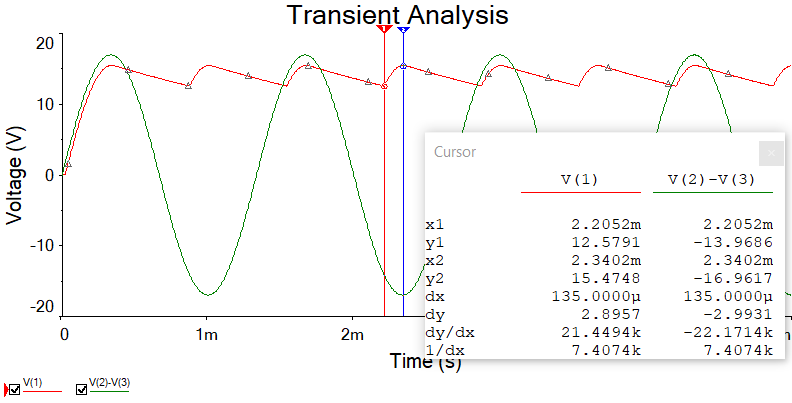 Transient Analysis
1 2
20
10
0
-10
-20
Voltage (V)
0 1m 2m
Time (s)
Cursor ×
V(1) V(2)-V(3)
x1 2.2052m 2.2052m
y1 12.5791 -13.9686
x2 2.3402m 2.3402m
y2 15.4748 -16.9617
dx 135.0000µ 135.0000µ
dy 2.8957 -2.9931
dy/dx 21.4494k -22.1714k
1/dx 7.4074k 7.4074k
V(1) V(2)-V(3)